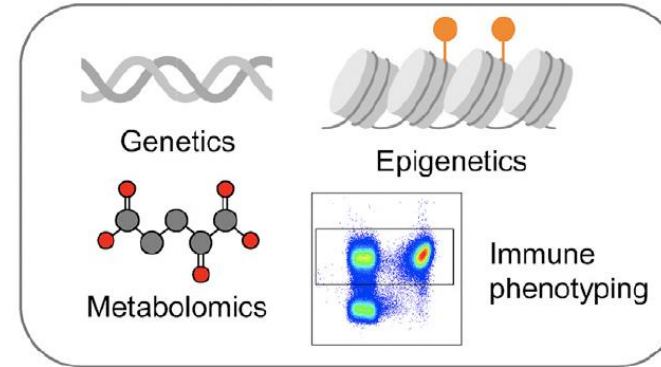 Genetics
Epigenetics
Metabolomics
Immune
phenotyping